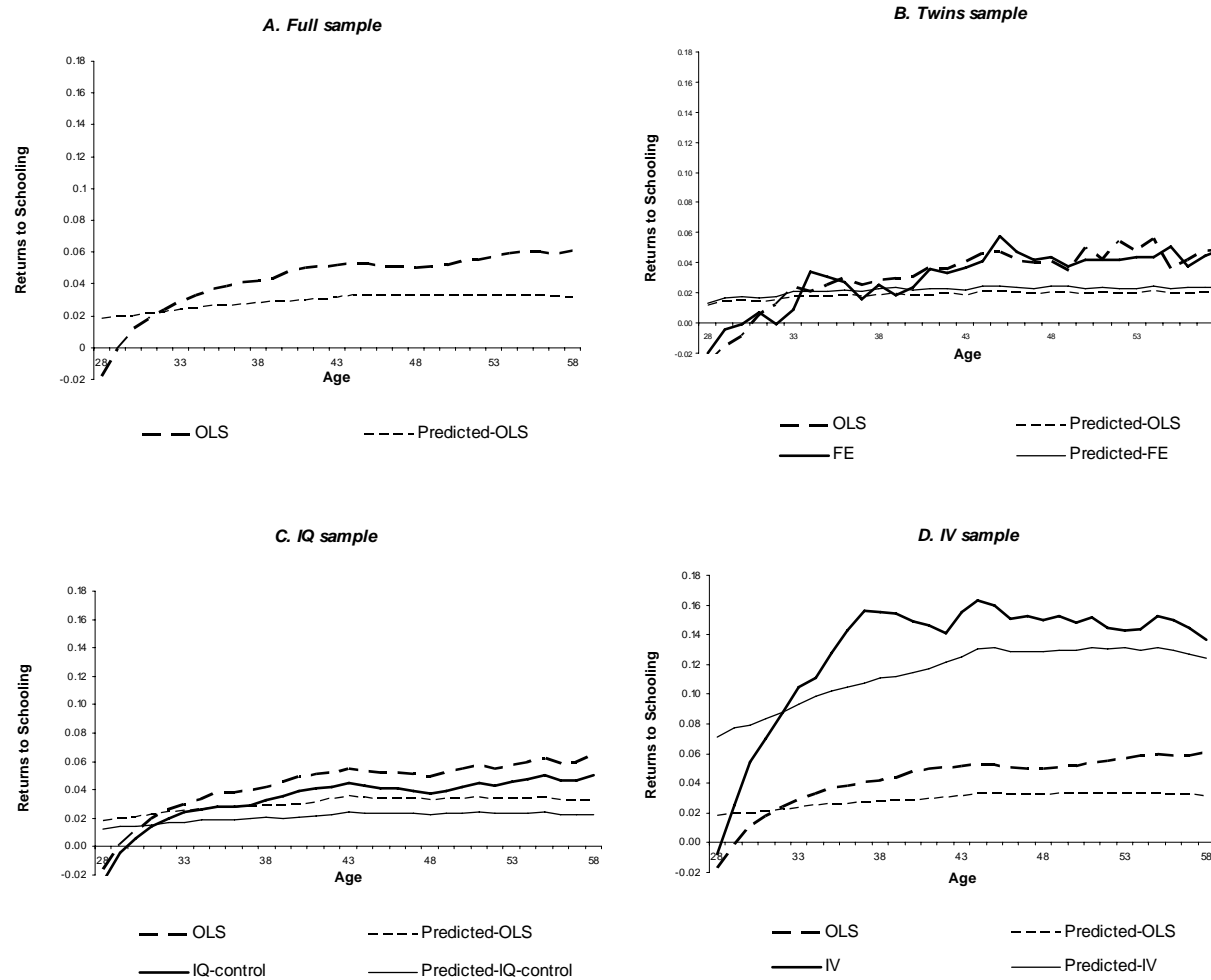 A. Full sample
0.18
0.16
0.14
0.12
0.1
0.08
0.06
0.04
0.02
0
-0.02
Returns to Schooling
28 33 38 43 48 53 58
Age
OLS Predicted-OLS
B. Twins sample
0.18
0.16
0.14
0.12
0.10
0.08
0.06
0.04
0.02
0.00
-0.02
Returns to Schooling
28 33 38 43 48 53
Age
OLS Predicted-OLS
FE Predicted-FE
C. IQ sample
0.18
0.16
0.14
0.12
0.10
0.08
0.06
0.04
0.02
0.00
-0.02
Returns to Schooling
28 33 38 43 48 53 58
Age
OLS Predicted-OLS
IQ-control Predicted-IQ-control
D. IV sample
0.18
0.16
0.14
0.12
0.10
0.08
0.06
0.04
0.02
0.00
-0.02
Returns to Schooling
28 33 38 43 48 53 58
Age
OLS Predicted-OLS
IV Predicted-IV